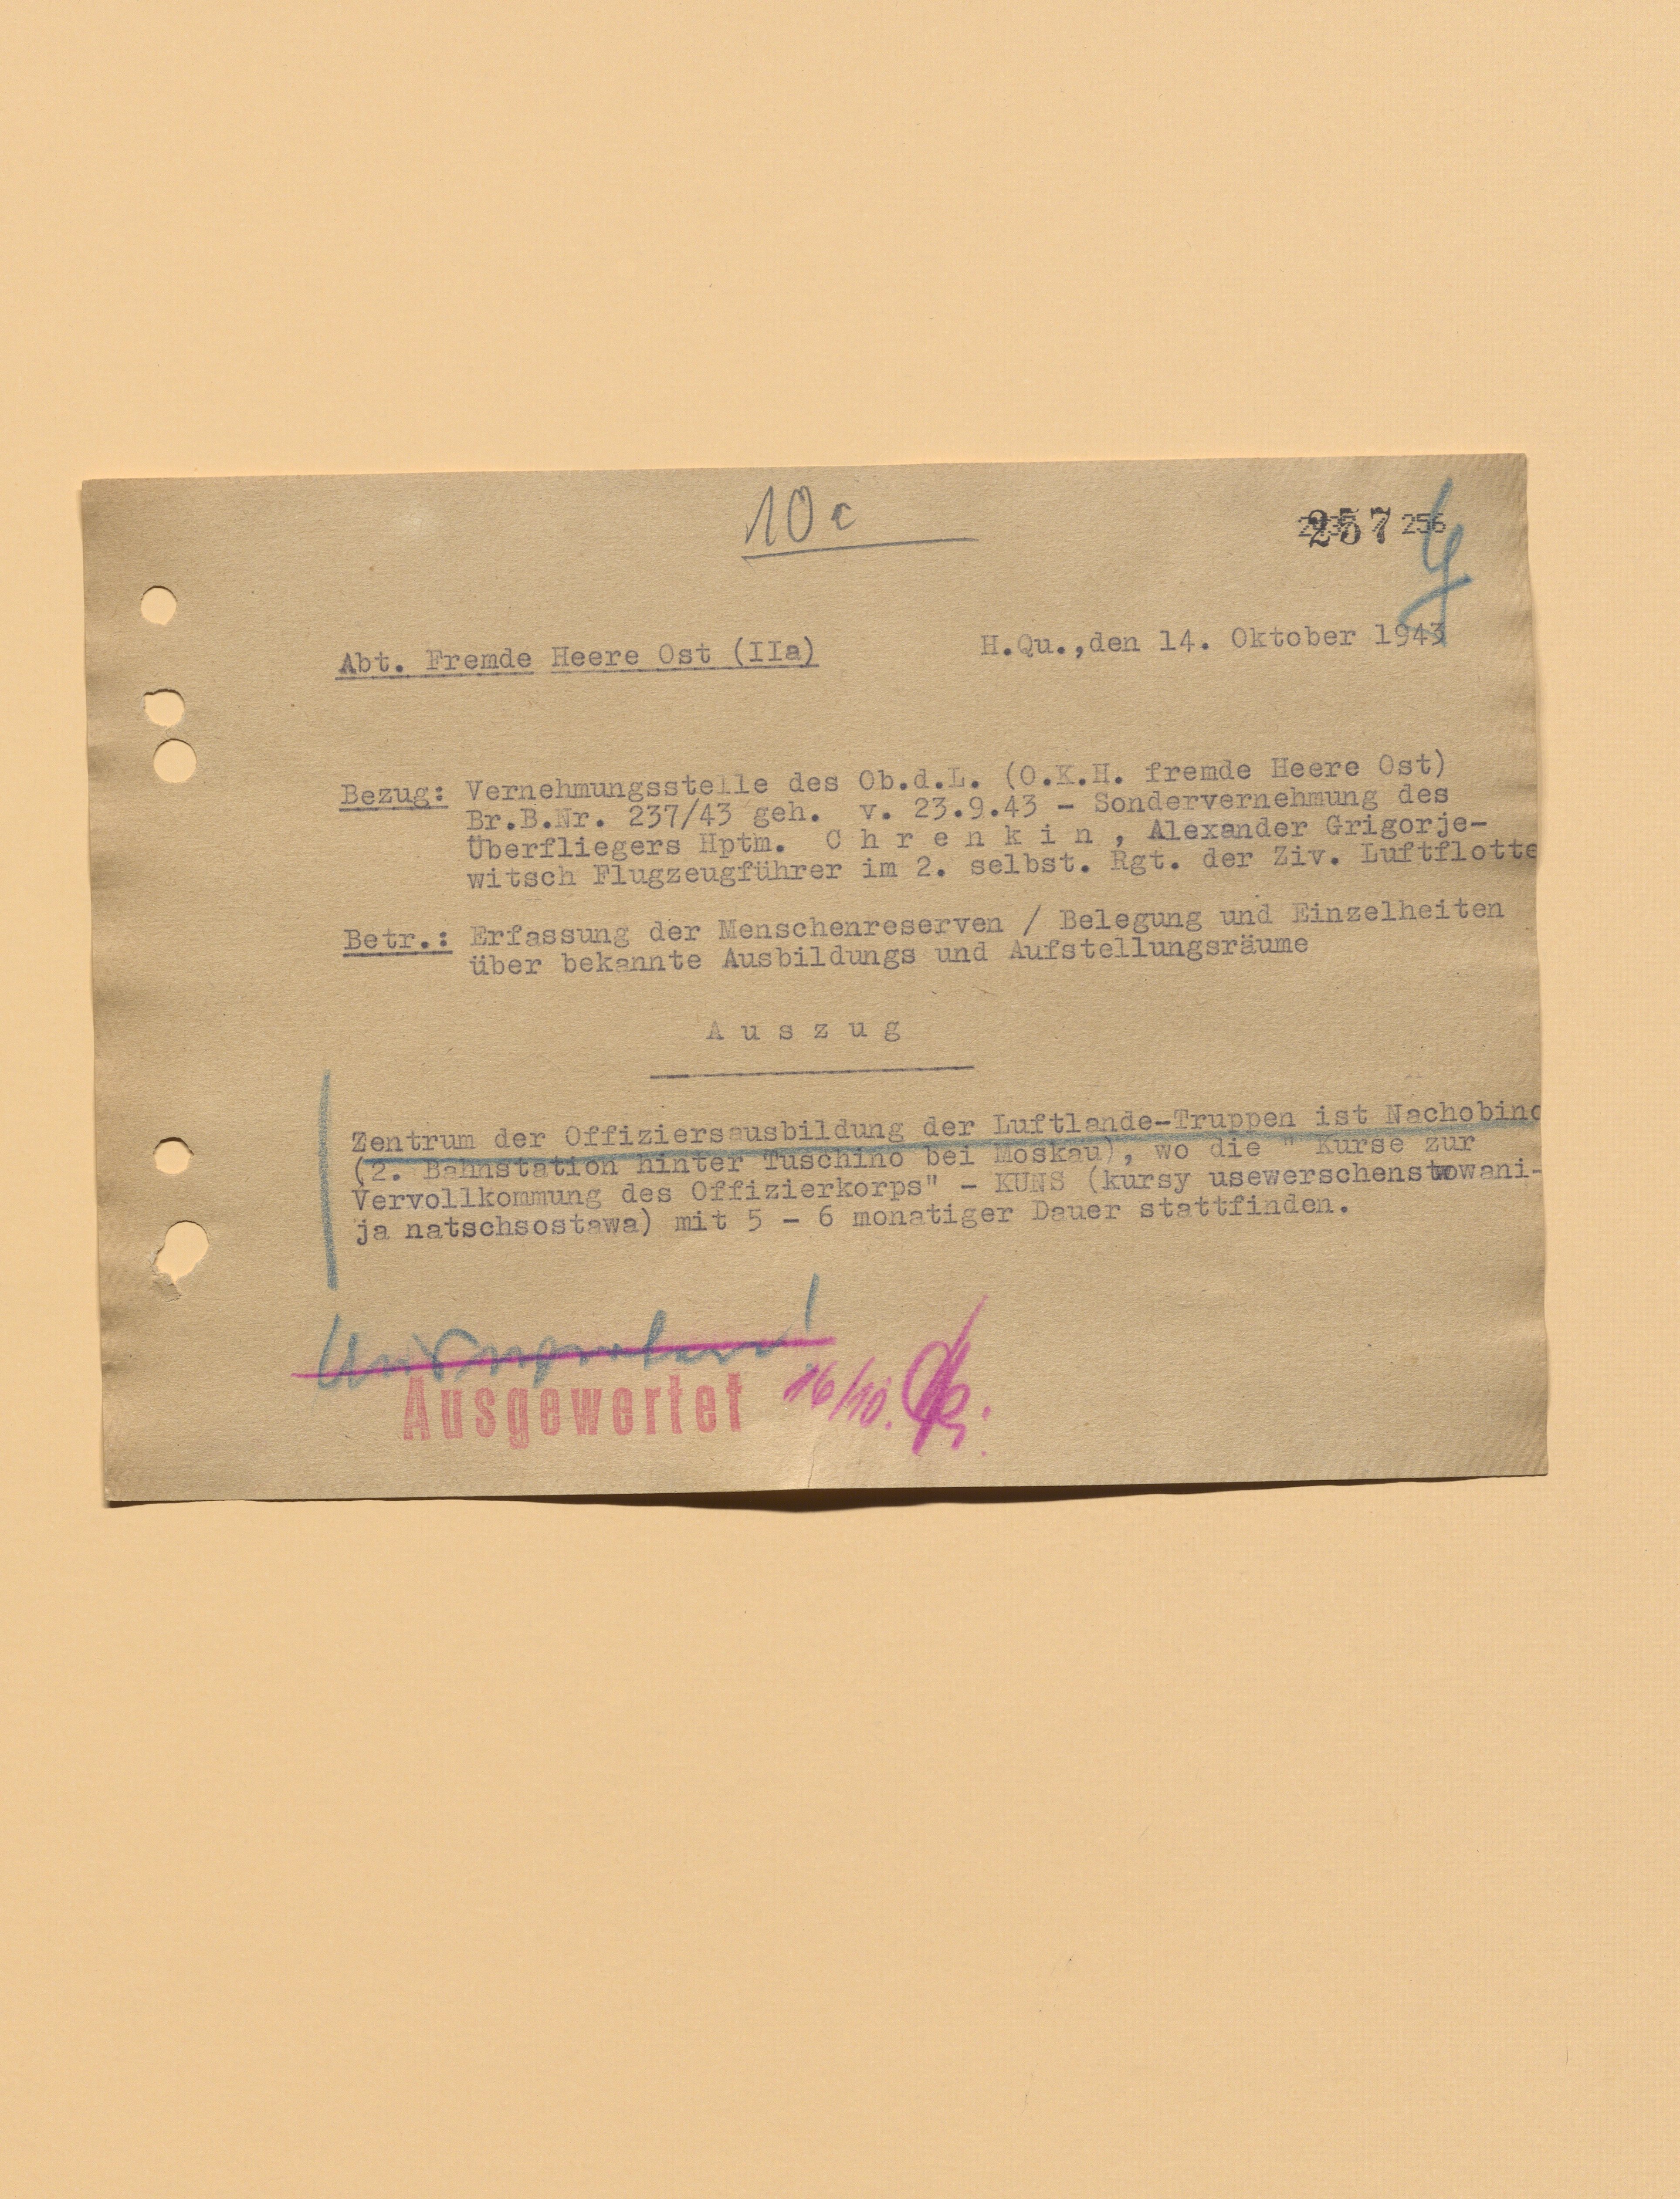 10c
257 256
Abt. Fremde Heere Ost (IIa)
H.Qu.,den 14. Oktober 1943
Bezug: Vernehmungsstelle des Ob.d.L. (O.K.H. fremde Heere Ost)
Br.B.Nr. 237/43 geh. v. 23.9.43 - Sondervernehmung des
Überfliegers Hptm. C h r e n k i n , Alexander Grigorje-
witsch Flugzeugführer im 2. selbst. Rgt. der Ziv. Luftflotte
Betr.: Erfassung der Menschenreserven / Belegung und Einzelheiten
über bekannte Ausbildungs und Aufstellungsräume
A u s z u g
Zentrum der Offiziersausbildung der Luftlande-Truppen ist Nachobino
(2. Bahnstation hinter Tuschino bei Moskau), wo die " Kurse zur
Vervollkommung des Offizierkorps" - KUNS (kursy usewerschenstwowani-
ja natschsostawa) mit 5 - 6 monatiger Dauer stattfinden.
Ausgewertet 16/10.